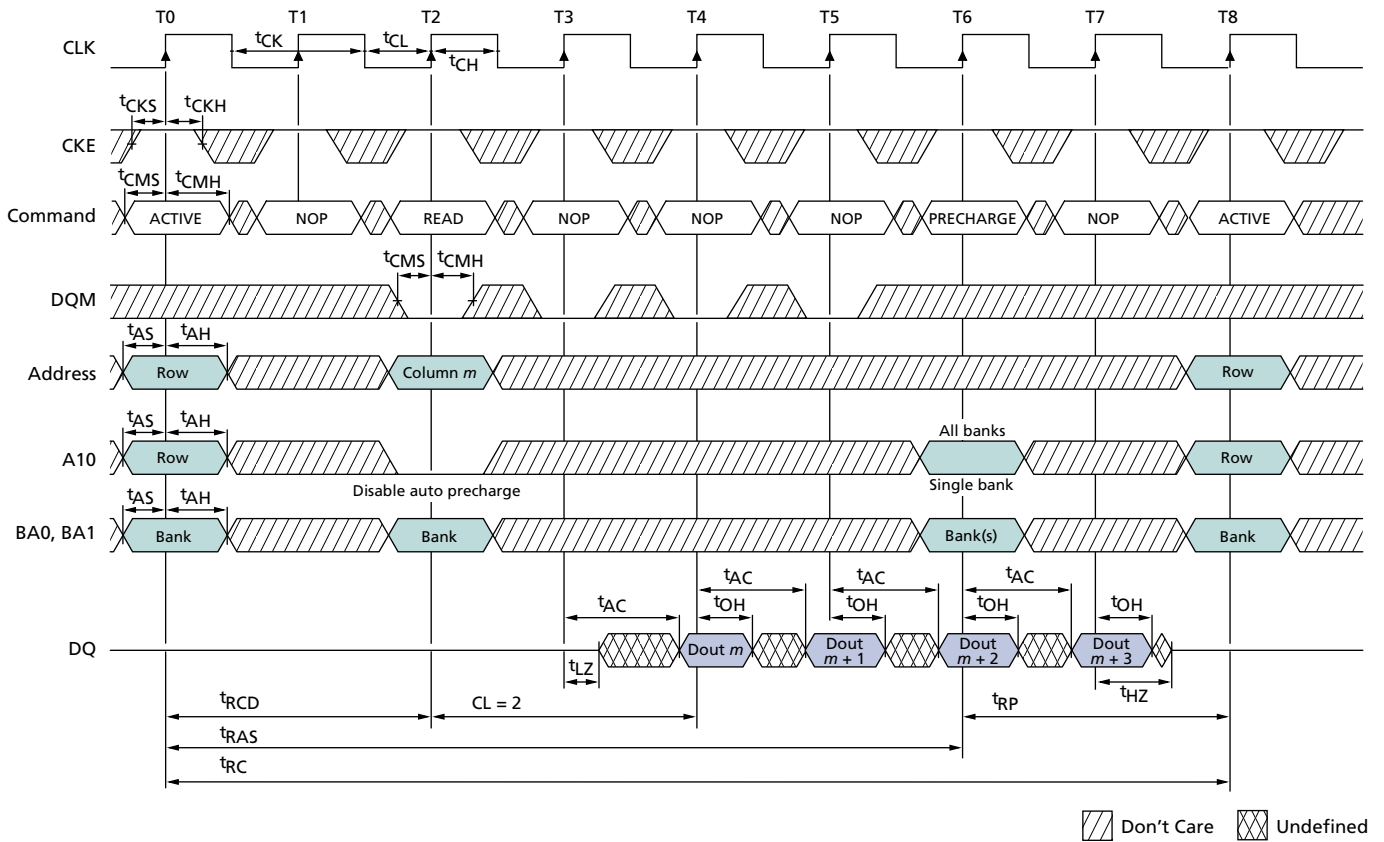 T0 T1 T2 T3 T4 T5 T6 T7 T8
CLK
tCK tCL
tCH
tCKS tCKH
CKE
tCMS tCMH
Command ACTIVE NOP READ NOP NOP NOP PRECHARGE NOP ACTIVE
tCMS tCMH
DQM
tAS tAH
Address Row Column m Row
tAS tAH All banks
A10 Row Row
Disable auto precharge Single bank
tAS tAH
BA0, BA1 Bank Bank Bank(s) Bank
tAC tAC tAC
tAC tOH tOH tOH tOH
DQ Dout m Dout m + 1 Dout m + 2 Dout m + 3
tLZ tHZ
tRCD CL = 2 tRP
tRAS
tRC
Don't Care Undefined